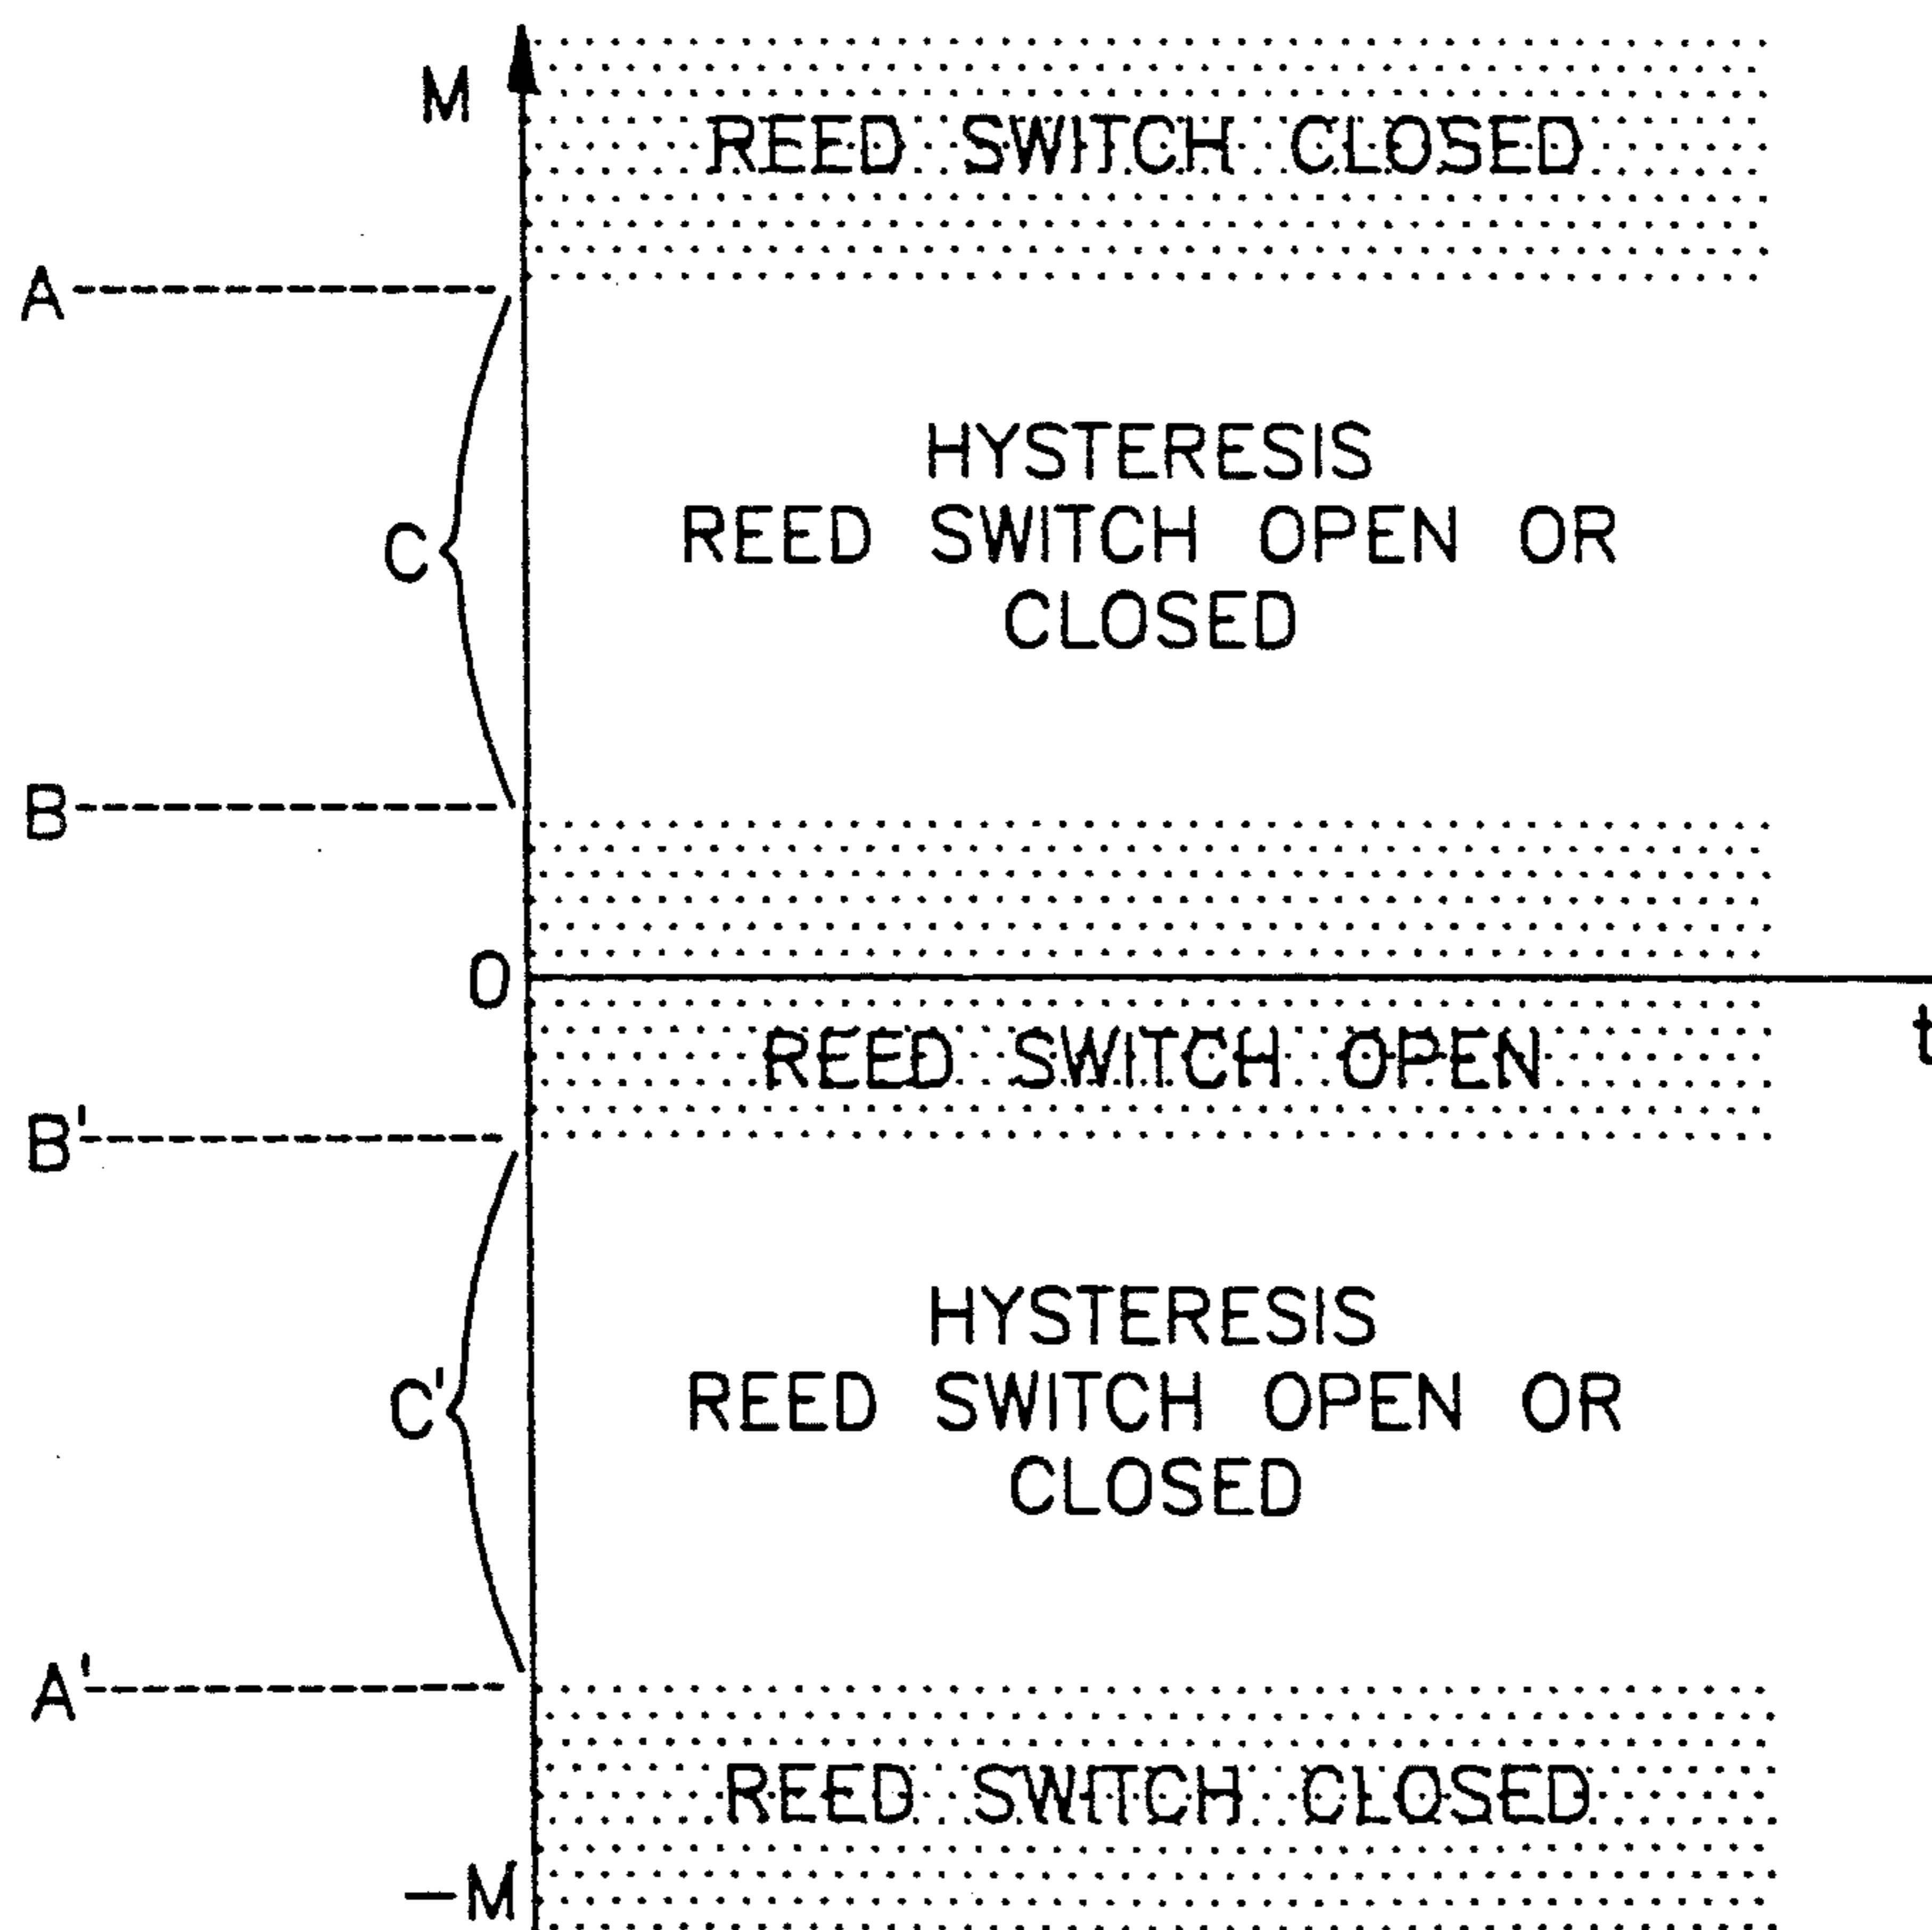 M
REED SWITCH CLOSED
A
HYSTERESIS
REED SWITCH OPEN OR
CLOSED
C
B
O
t
REED SWITCH OPEN
B'
HYSTERESIS
REED SWITCH OPEN OR
CLOSED
C'
A'
REED SWITCH CLOSED
—M